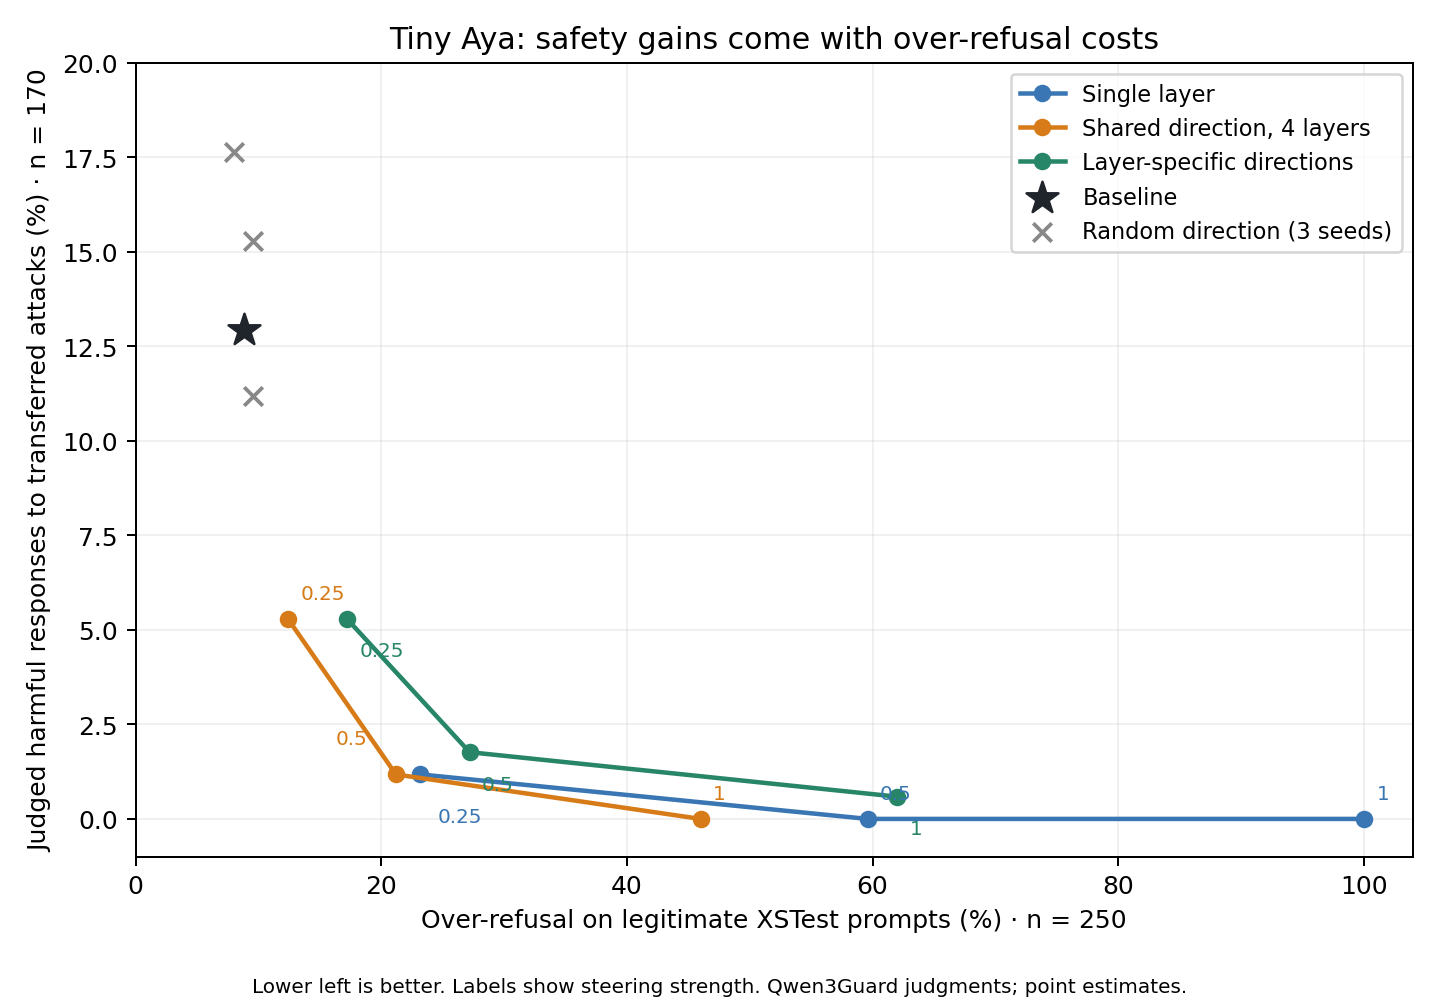 Tiny Aya: safety gains come with over-refusal costs
Judged harmful responses to transferred attacks (%) · n = 170
20.0
17.5
15.0
12.5
10.0
7.5
5.0
2.5
0.0
Single layer
Shared direction, 4 layers
Layer-specific directions
Baseline
Random direction (3 seeds)
0.25
0.25
0.5
0.5
0.25
1
0.5
1
1
0
20
40
60
80
100
Over-refusal on legitimate XSTest prompts (%) · n = 250
Lower left is better. Labels show steering strength. Qwen3Guard judgments; point estimates.